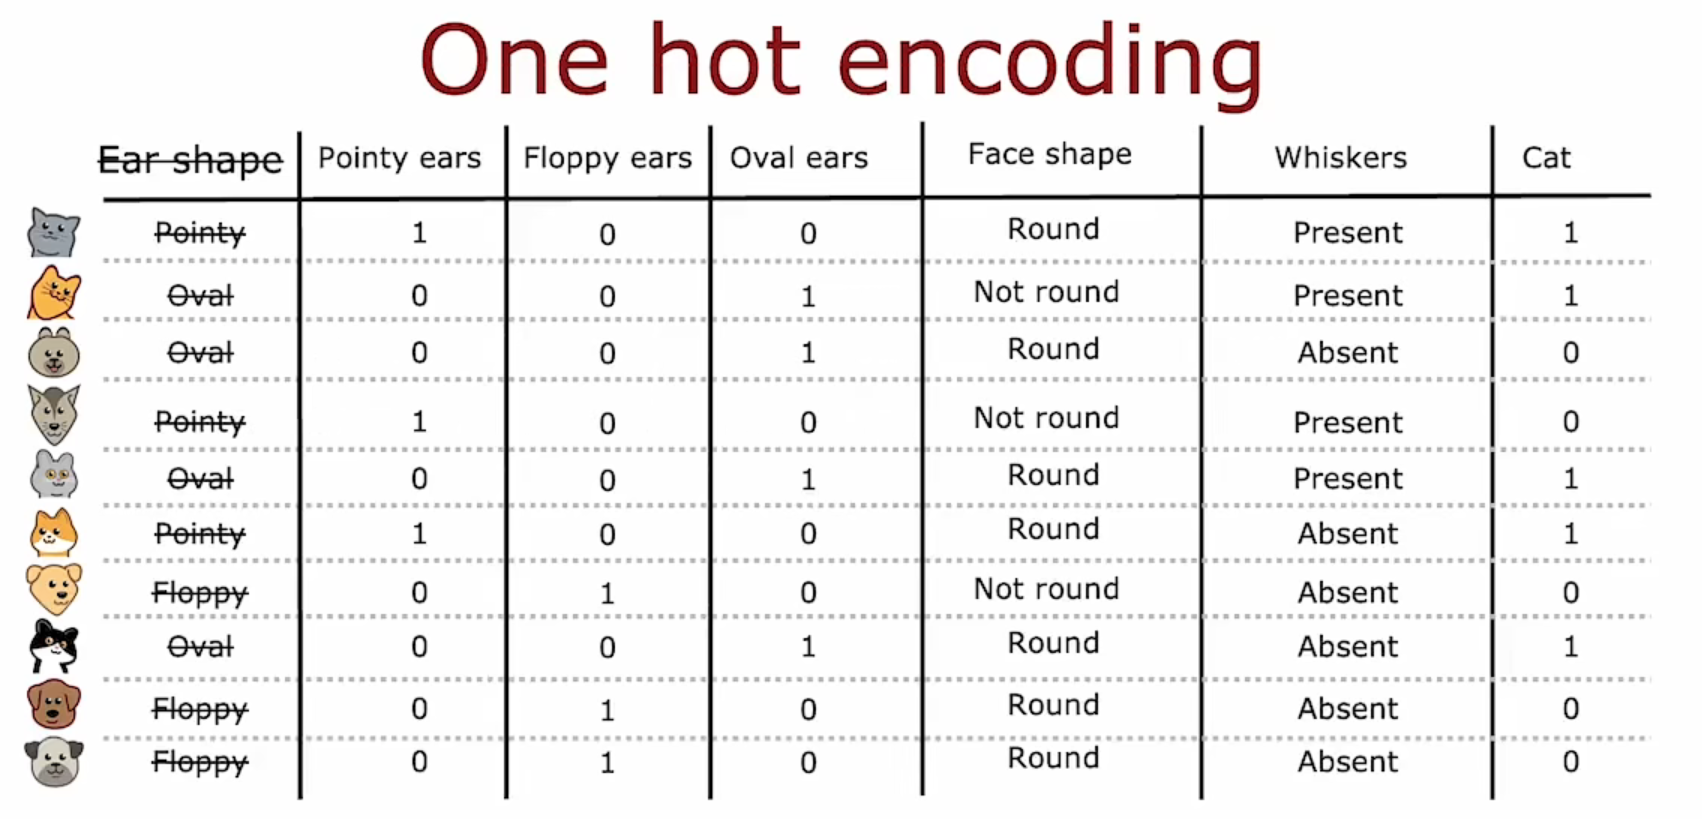 One hot encoding
Ear shape Pointy ears Floppy ears Oval ears Face shape Whiskers Cat
Pointy 1 0 0 Round Present 1
Oval 0 0 1 Not round Present 1
Oval 0 0 1 Round Absent 0
Pointy 1 0 0 Not round Present 0
Oval 0 0 1 Round Present 1
Pointy 1 0 0 Round Absent 1
Floppy 0 1 0 Not round Absent 0
Oval 0 0 1 Round Absent 1
Floppy 0 1 0 Round Absent 0
Floppy 0 1 0 Round Absent 0